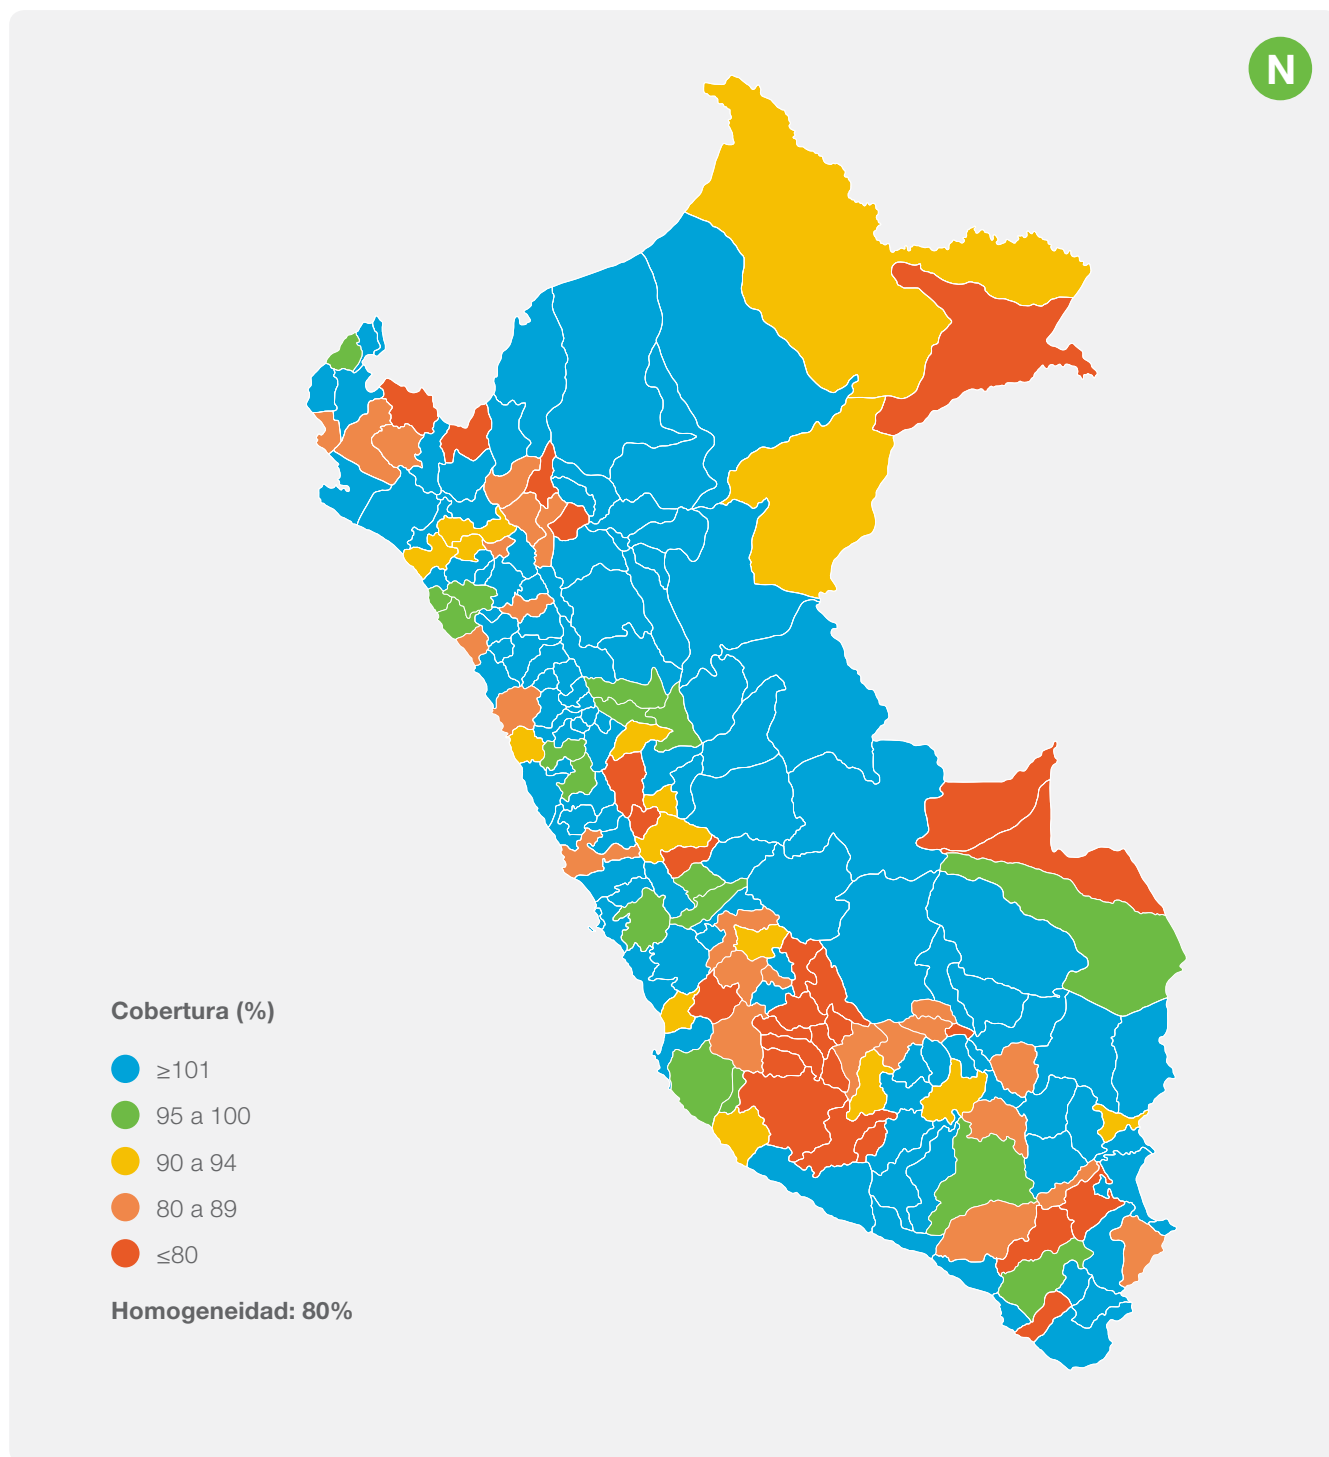 N
Cobertura (%)
≥101
95 a 100
90 a 94
80 a 89
≤80
Homogeneidad: 80%